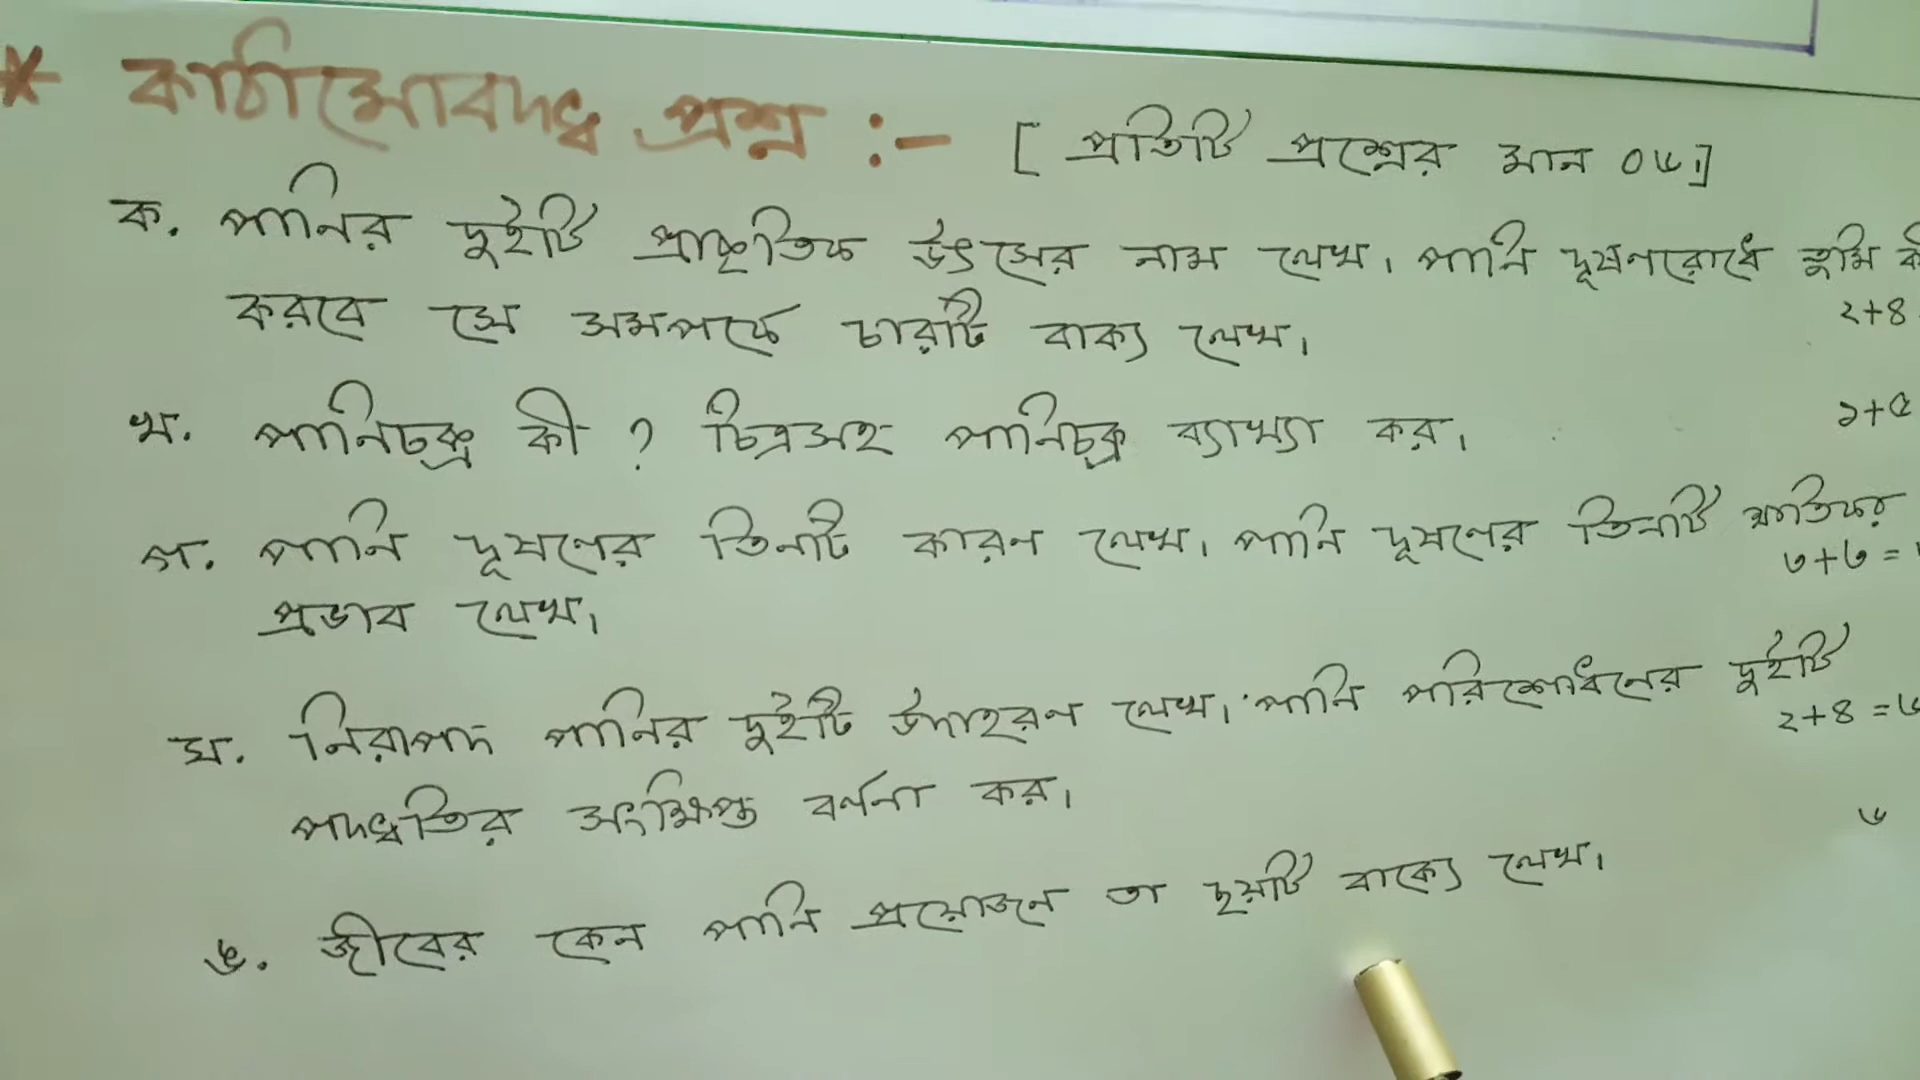 * কাঠামোবদ্ধ প্রশ্ন :- [ প্রতিটি প্রশ্নের মান ০৬।]
ক. পানির দুইটি প্রাকৃতিক উৎসের নাম লেখ। পানি দূষণরোধে তুমি কী
করবে সে সম্পর্কে চারটি বাক্য লেখ। ২+৪
খ. পানিচক্র কী ? চিত্রসহ পানিচক্র ব্যাখ্যা কর। ১+৫
গ. পানি দূষণের তিনটি কারণ লেখ। পানি দূষণের তিনটি ক্ষতিকর
প্রভাব লেখ। ৩+৩ =
ঘ. নিরাপদ পানির দুইটি উদাহরণ লেখ। পানি পরিশোধনের দুইটি
পদ্ধতির সংক্ষিপ্ত বর্ণনা কর। ২+৪ =৬
ঙ. জীবের কেন পানি প্রয়োজন তা ছয়টি বাক্যে লেখ। ৬